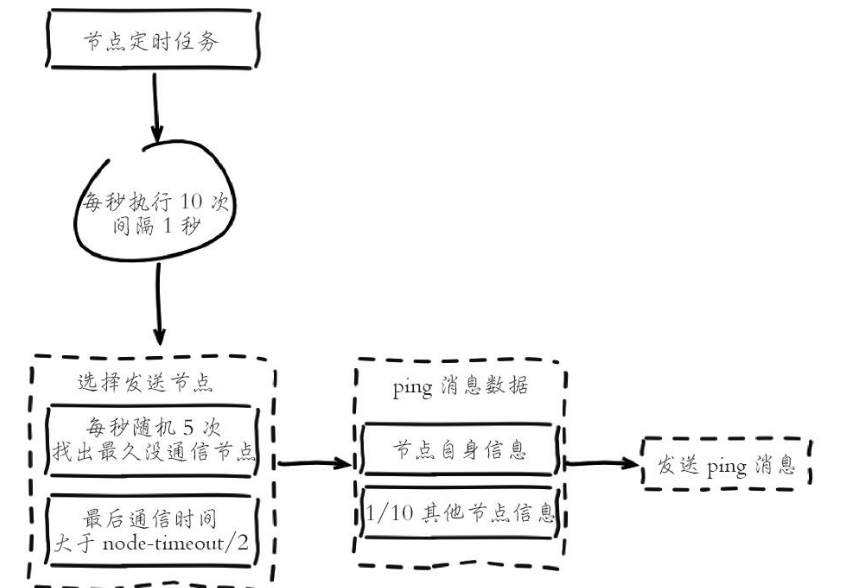 节点定时任务
每秒执行 10 次
间隔 1 秒
选择发送节点
每秒随机 5 次
找出最久没通信节点
最后通信时间
大于 node-timeout/2
ping 消息数据
节点自身信息
1/10 其他节点信息
发送 ping 消息